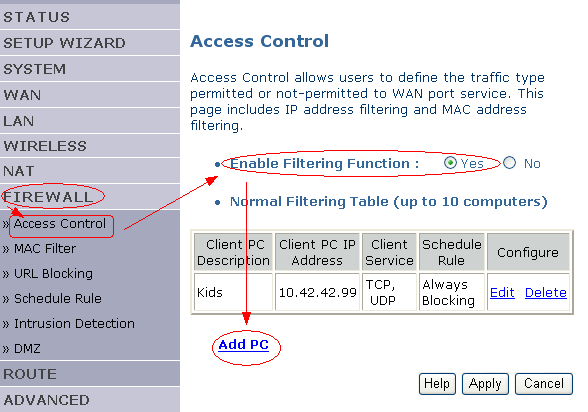 STATUS
SETUP WIZARD
SYSTEM
WAN
LAN
WIRELESS
NAT
FIREWALL
» Access Control
» MAC Filter
» URL Blocking
» Schedule Rule
» Intrusion Detection
» DMZ
ROUTE
ADVANCED
Access Control
Access Control allows users to define the traffic type
permitted or not-permitted to WAN port service. This
page includes IP address filtering and MAC address
filtering.
• Enable Filtering Function : Yes No
• Normal Filtering Table (up to 10 computers)
Client PC Description Client PC IP Address Client Service Schedule Rule Configure
Kids 10.42.42.99 TCP, UDP Always Blocking Edit Delete
Add PC
Help Apply Cancel